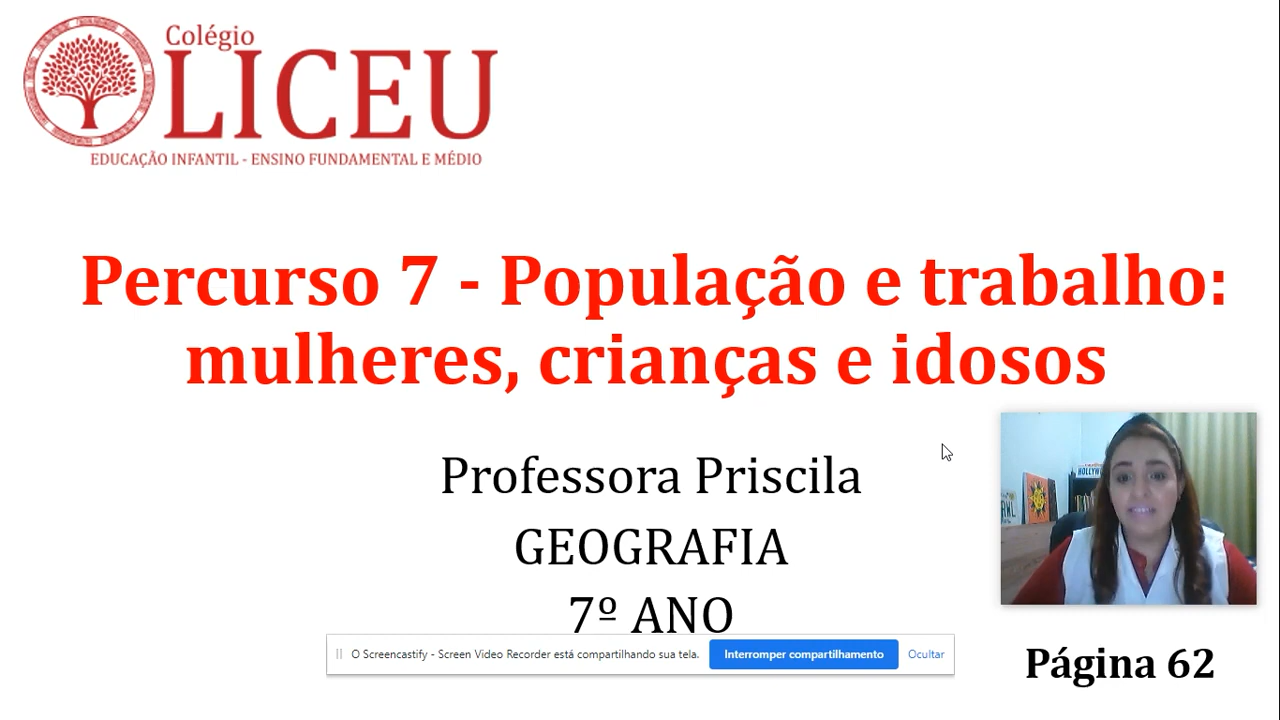 Colégio
LICEU
EDUCAÇÃO INFANTIL - ENSINO FUNDAMENTAL E MÉDIO
Percurso 7 - População e trabalho:
mulheres, crianças e idosos
Professora Priscila
GEOGRAFIA
7º ANO
HOLLYW
O Screencastify - Screen Video Recorder está compartilhando sua tela.
Interromper compartilhamento
Ocultar
Página 62